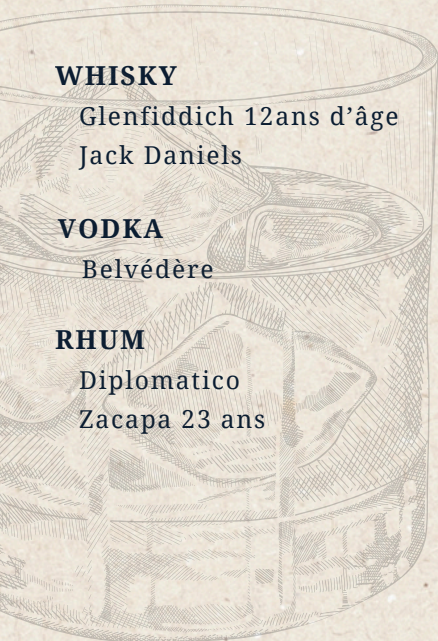 WHISKY
Glenfiddich 12ans d’âge
Jack Daniels
VODKA
Belvédère
RHUM
Diplomatico
Zacapa 23 ans